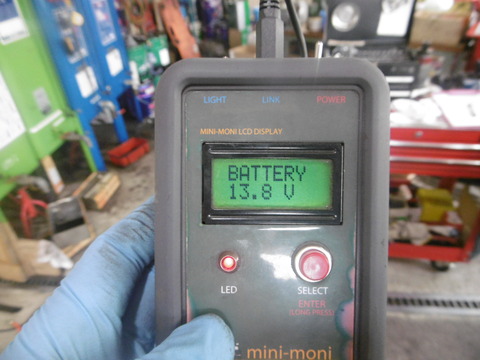 LIGHT LINK POWER
MINI-MONI LCD DISPLAY
BATTERY
13.8 V
LED
SELECT
ENTER
(LONG PRESS)
mini-moni